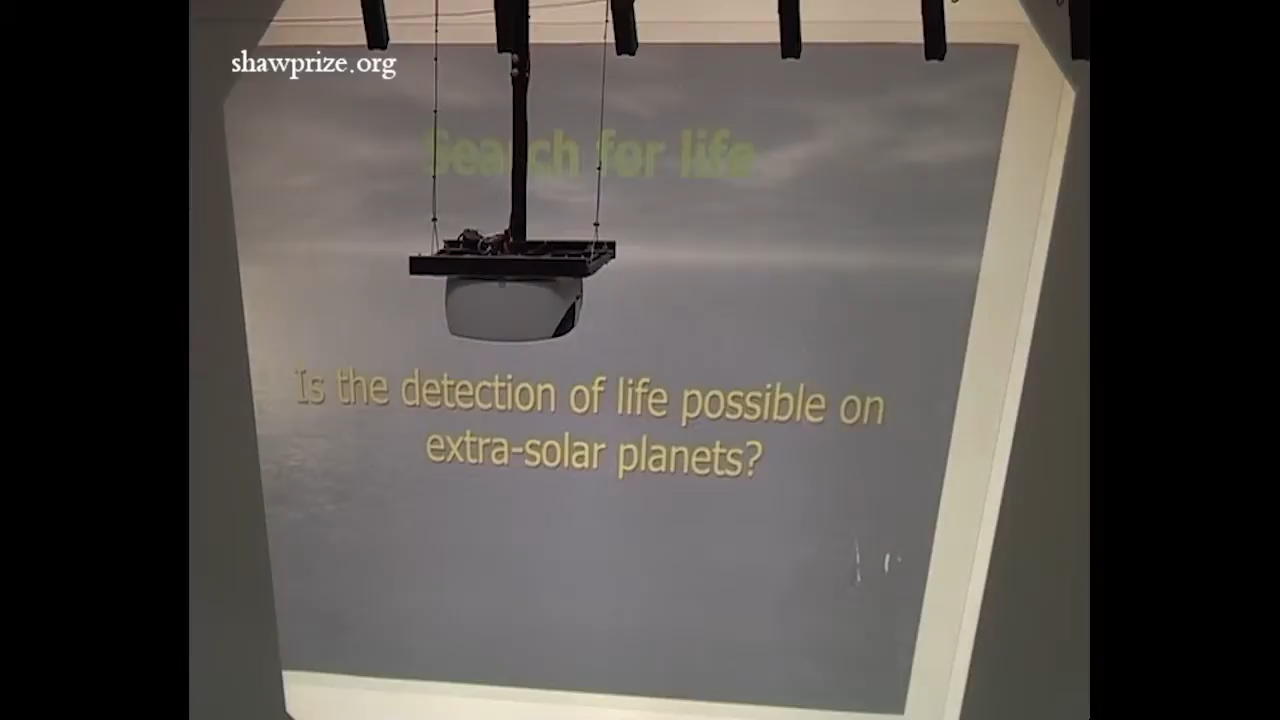 shawprize.org
Search for life
Is the detection of life possible on
extra-solar planets?